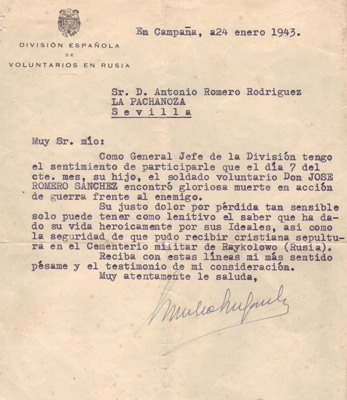 DIVISIÓN ESPAÑOLA
DE
VOLUNTARIOS EN RUSIA
En Campaña, a24 enero 1943.
Sr. D. Antonio Romero Rodriguez
LA PACHANOZA
Sevilla
Muy Sr. mío:
Como General Jefe de la División tengo
el sentimiento de participarle que el día 7 del
cte. mes, su hijo, el soldado voluntario Don JOSE
ROMERO SANCHEZ encontró gloriosa muerte en acción
de guerra frente al enemigo.
Su justo dolor por pérdida tan sensible
solo puede tener como lenitivo el saber que ha da-
do su vida heroicamente por sus Ideales, asi como
la seguridad de que pudo recibir cristiana sepultu-
ra en el Cementerio militar de Raykolowo (Rusia).
Reciba con estas lineas mi más sentido
pésame y el testimonio de mi consideración.
Muy atentamente le saluda,